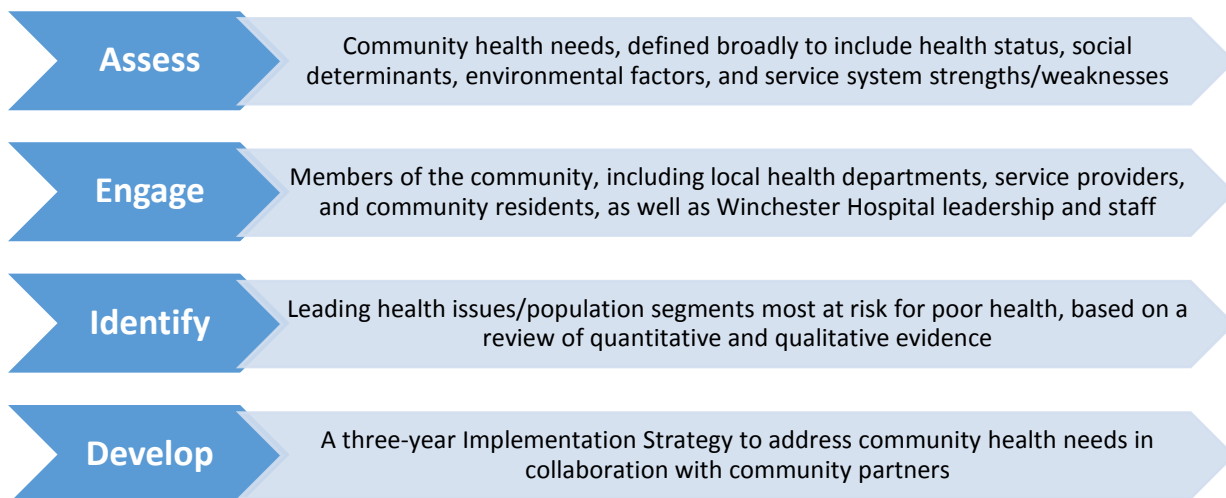 Assess
Community health needs, defined broadly to include health status, social
determinants, environmental factors, and service system strengths/weaknesses
Engage
Members of the community, including local health departments, service providers,
and community residents, as well as Winchester Hospital leadership and staff
Identify
Leading health issues/population segments most at risk for poor health, based on a
review of quantitative and qualitative evidence
Develop
A three-year Implementation Strategy to address community health needs in
collaboration with community partners